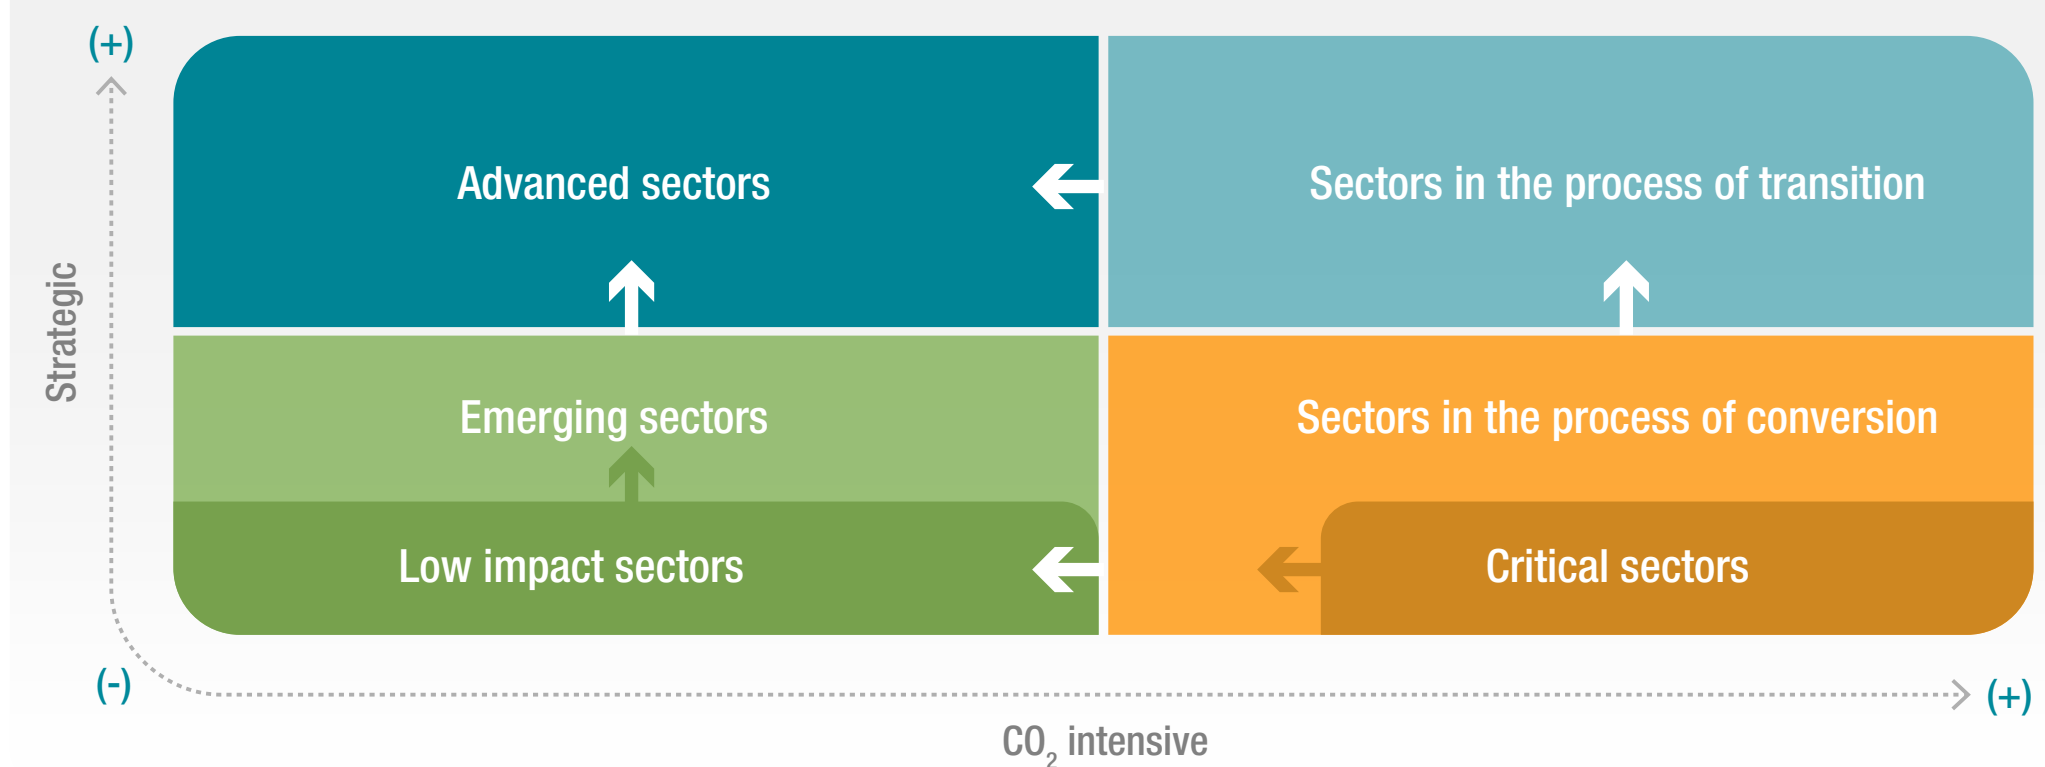 (+)
Strategic
Advanced sectors
Sectors in the process of transition
Emerging sectors
Sectors in the process of conversion
Low impact sectors
Critical sectors
(-)
(+)
CO₂ intensive